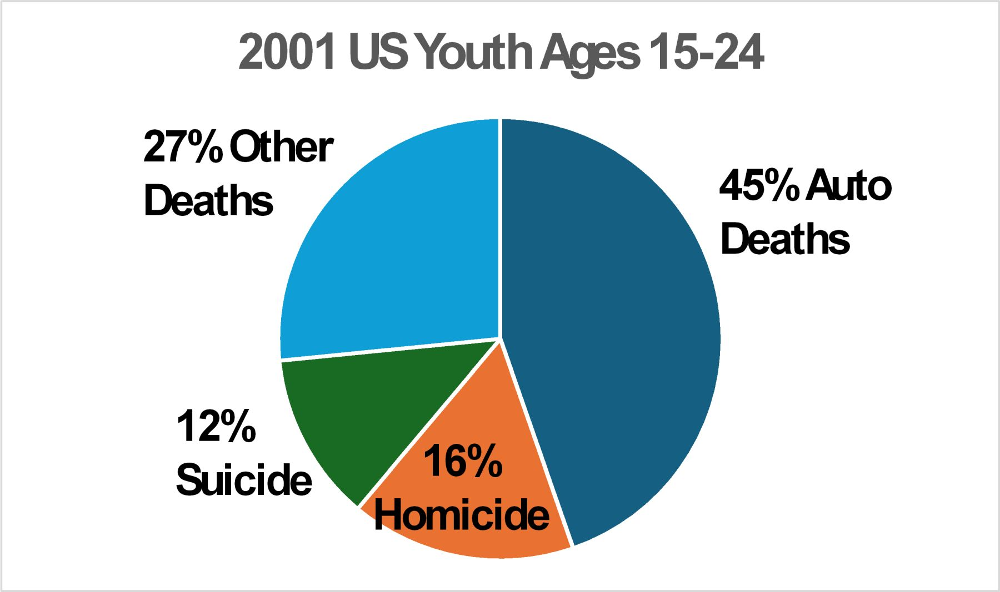 2001 US Youth Ages 15-24
27% Other
Deaths
45% Auto
Deaths
12%
Suicide
16%
Homicide